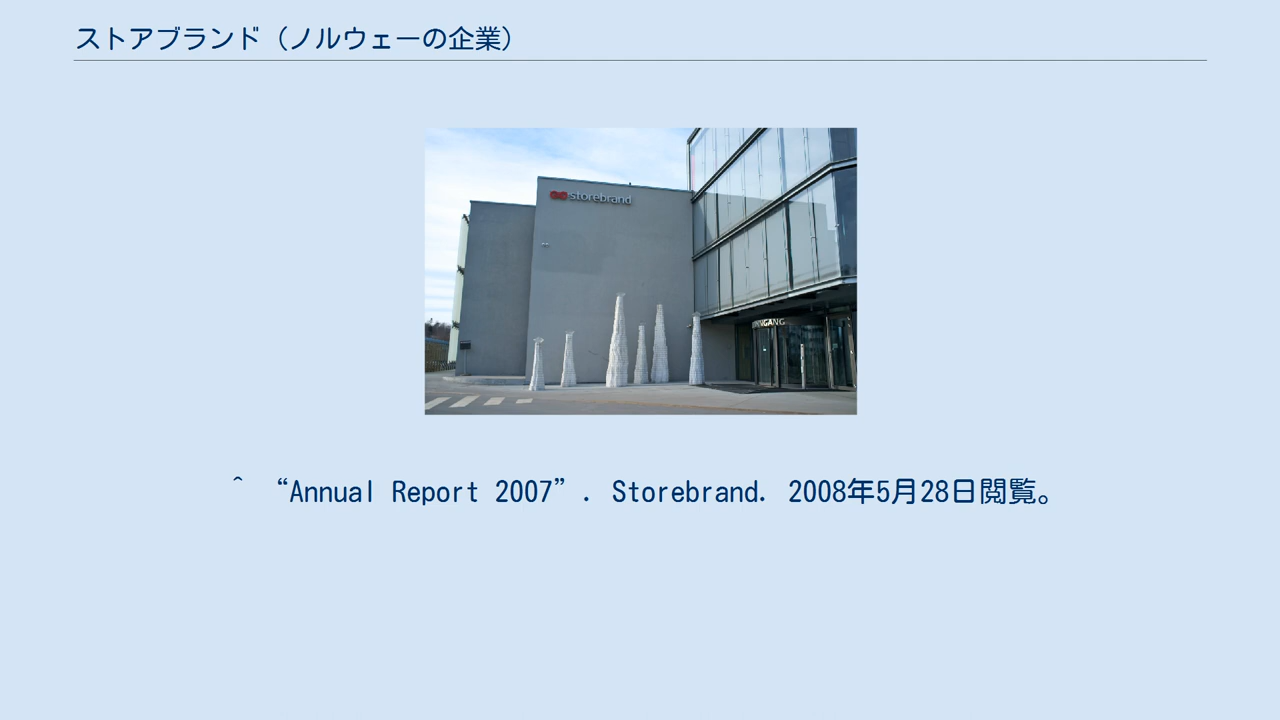 ストアブランド（ノルウェーの企業）
storebrand
INNGANG
^ “Annual Report 2007”. Storebrand. 2008年5月28日閲覧。